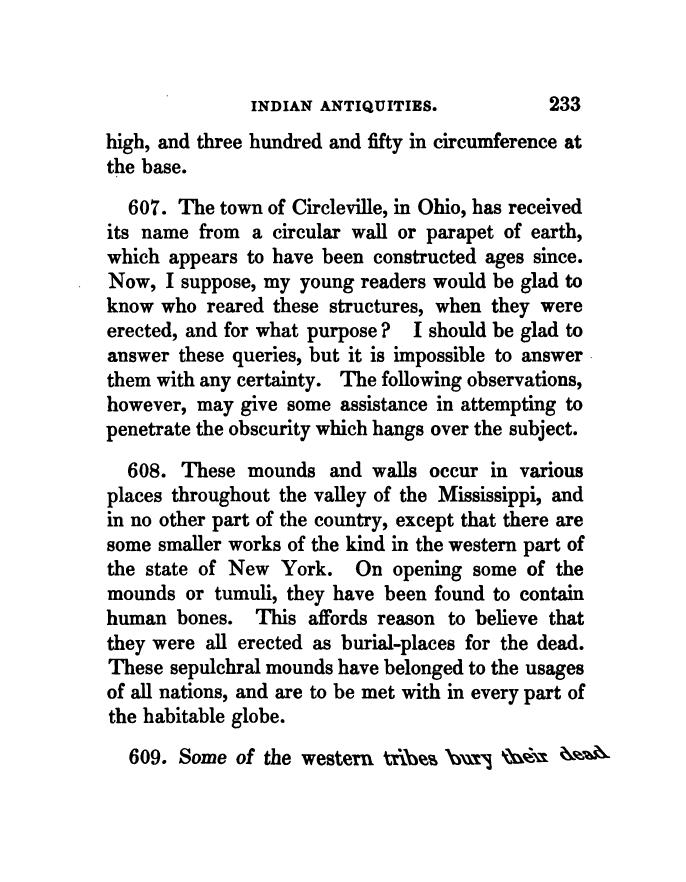 INDIAN ANTIQUITIES. 233
high, and three hundred and fifty in circumference at
the base.
607. The town of Circleville, in Ohio, has received
its name from a circular wall or parapet of earth,
which appears to have been constructed ages since.
Now, I suppose, my young readers would be glad to
know who reared these structures, when they were
erected, and for what purpose? I should be glad to
answer these queries, but it is impossible to answer
them with any certainty. The following observations,
however, may give some assistance in attempting to
penetrate the obscurity which hangs over the subject.
608. These mounds and walls occur in various
places throughout the valley of the Mississippi, and
in no other part of the country, except that there are
some smaller works of the kind in the western part of
the state of New York. On opening some of the
mounds or tumuli, they have been found to contain
human bones. This affords reason to believe that
they were all erected as burial-places for the dead.
These sepulchral mounds have belonged to the usages
of all nations, and are to be met with in every part of
the habitable globe.
609. Some of the western tribes bury their dead